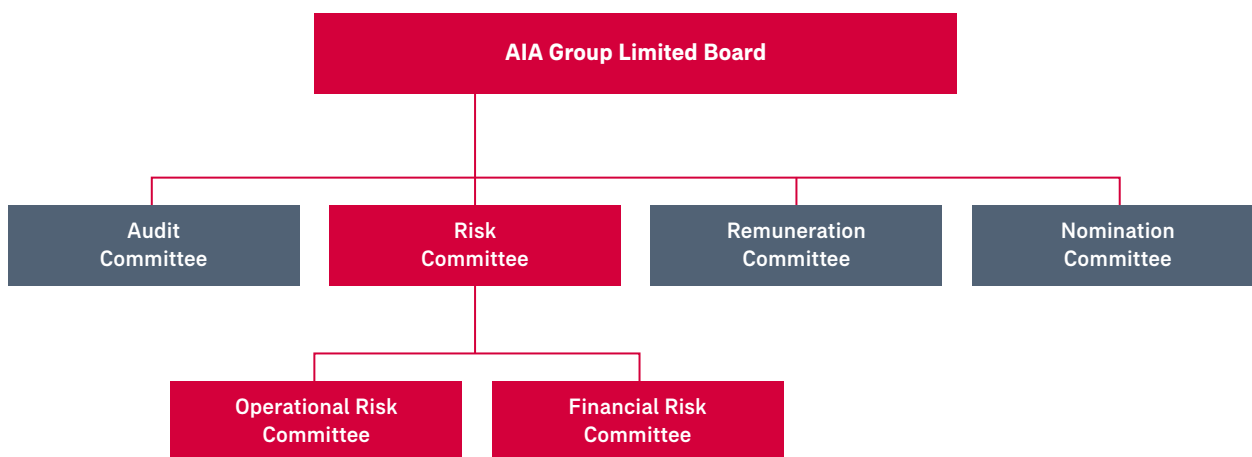 AIA Group Limited Board
Audit
Committee
Risk
Committee
Remuneration
Committee
Nomination
Committee
Operational Risk
Committee
Financial Risk
Committee